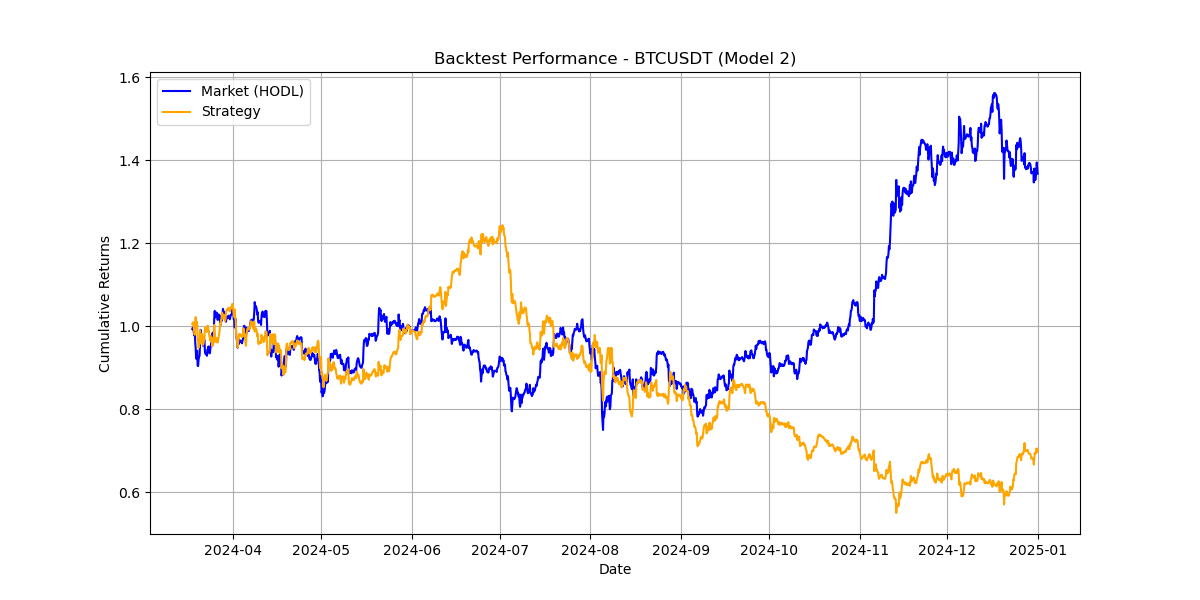 Backtest Performance - BTCUSDT (Model 2)
Market (HODL)
Strategy
Cumulative Returns
1.6
1.4
1.2
1.0
0.8
0.6
2024-04 2024-05 2024-06 2024-07 2024-08 2024-09 2024-10 2024-11 2024-12 2025-01
Date